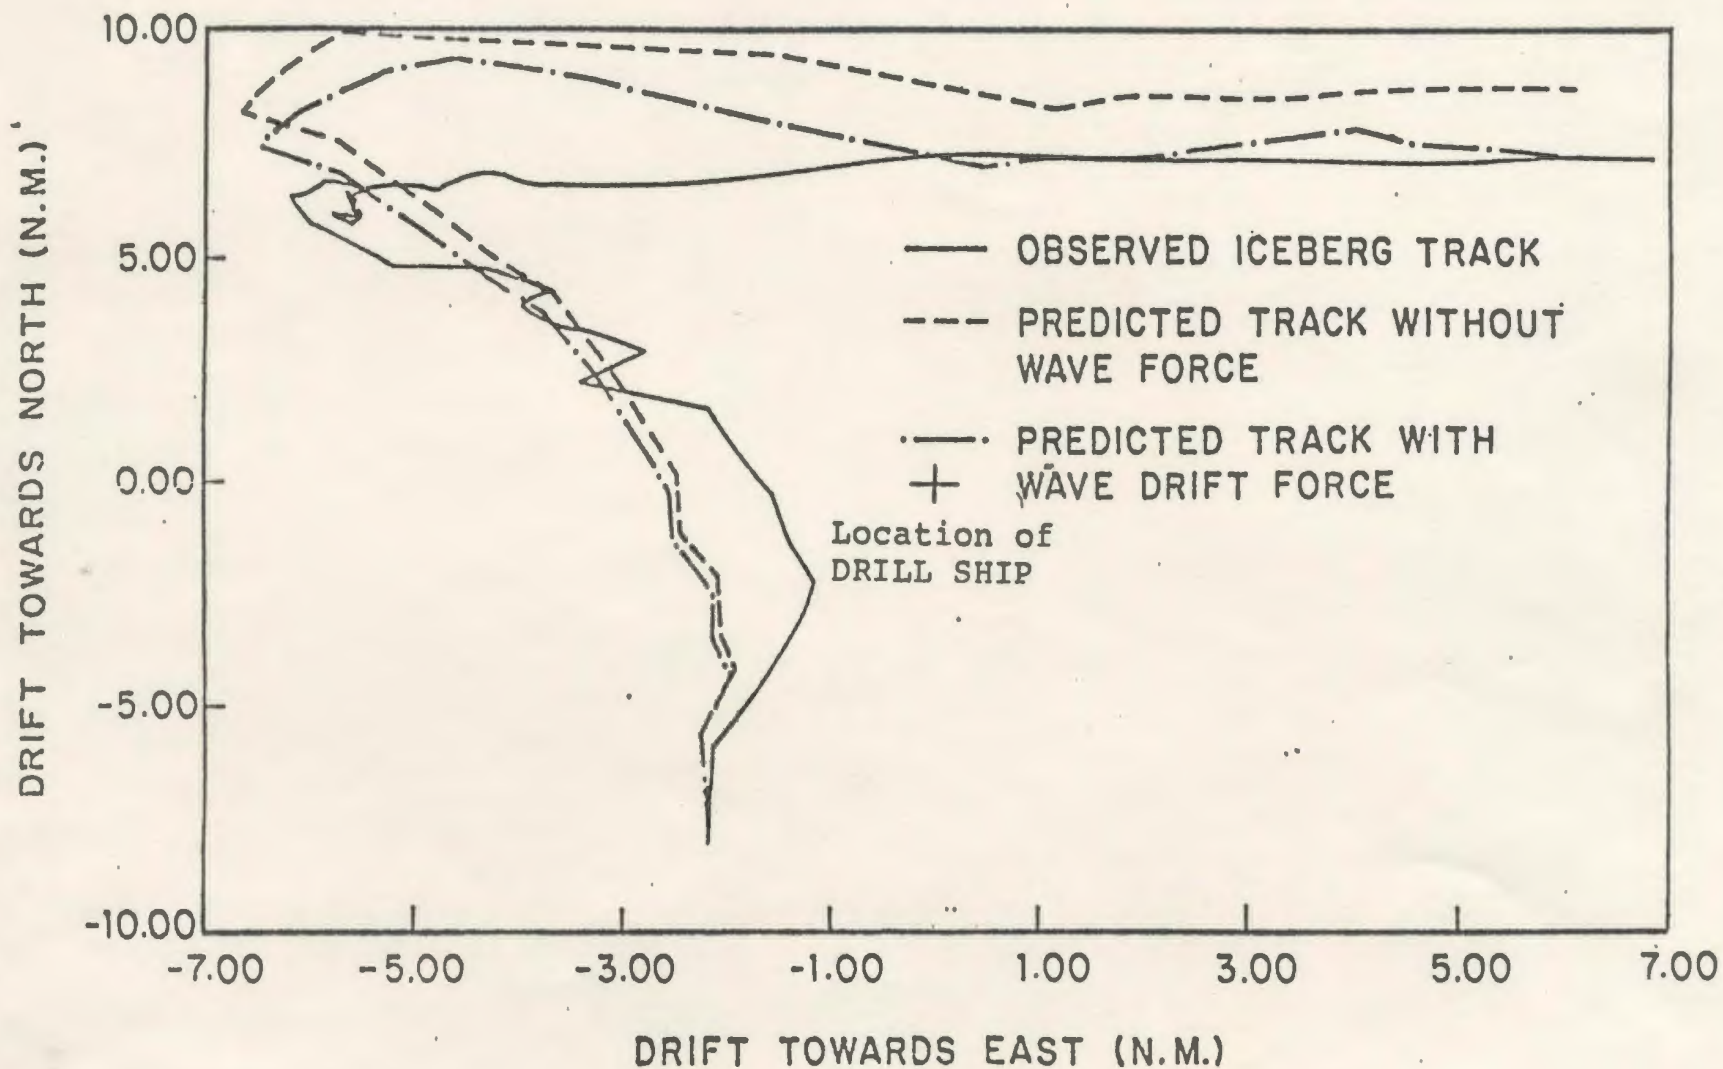 10.00
5.00
0.00
-5.00
-10.00
DRIFT TOWARDS NORTH (N.M.)
OBSERVED ICEBERG TRACK
PREDICTED TRACK WITHOUT
WAVE FORCE
PREDICTED TRACK WITH
WAVE DRIFT FORCE
Location of
DRILL SHIP
-7.00 -5.00 -3.00 -1.00 1.00 3.00 5.00 7.00
DRIFT TOWARDS EAST (N.M.)